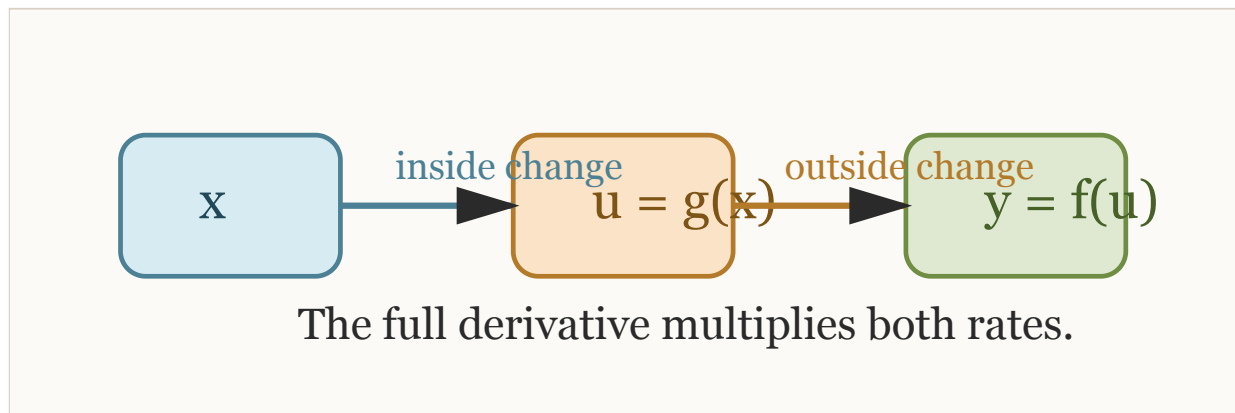 inside change
outside change
x
u = g(x)
y = f(u)
The full derivative multiplies both rates.